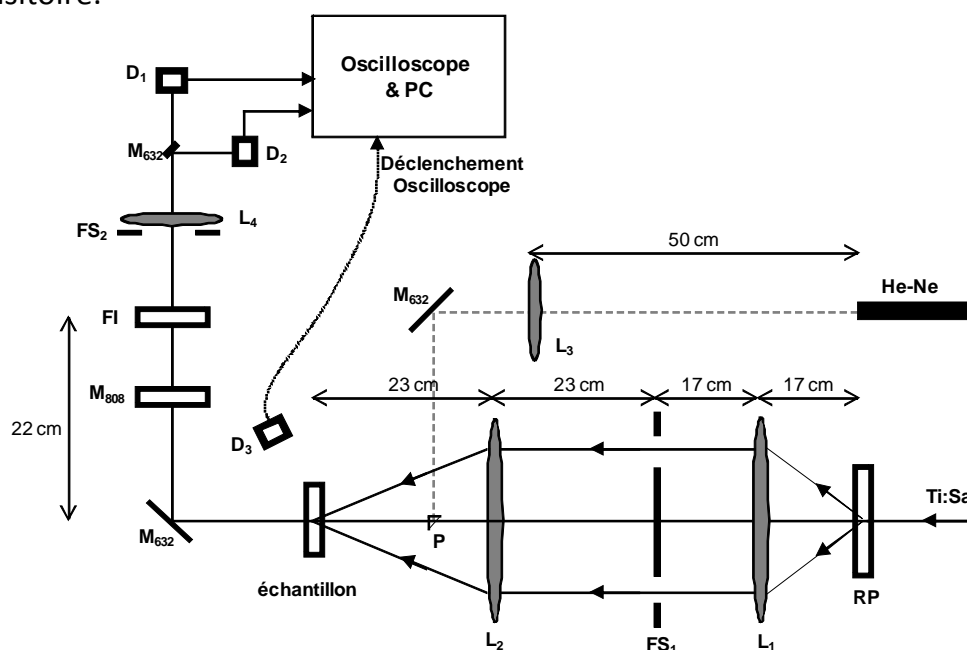 Oscilloscope
& PC
D₁
M₆₃₂
D₂
Déclenchement
Oscilloscope
FS₂
L₄
50 cm
M₆₃₂
He-Ne
FI
L₃
23 cm
23 cm
17 cm
17 cm
M₈₀₈
22 cm
D₃
Ti:Sa
M₆₃₂
P
échantillon
RP
L₂
FS₁
L₁